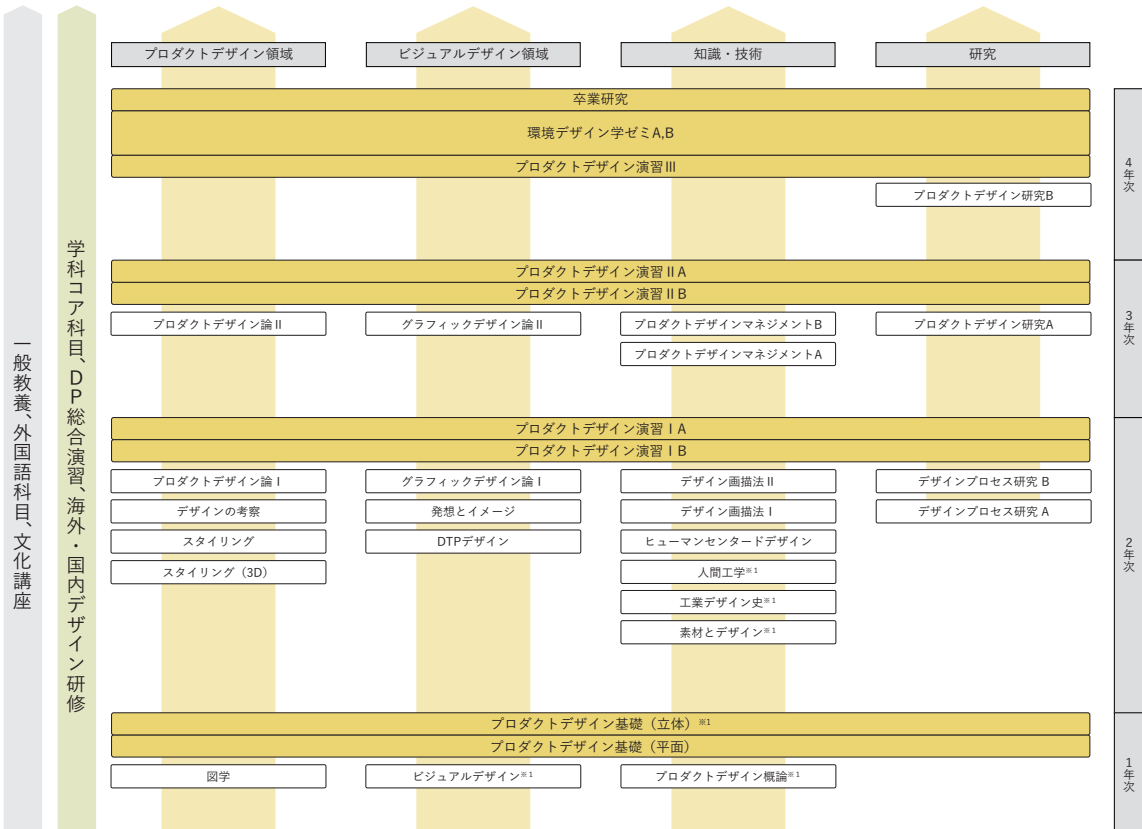 プロダクトデザイン領域
ビジュアルデザイン領域
知識・技術
研究
卒業研究
環境デザイン学ゼミA,B
プロダクトデザイン演習Ⅲ
プロダクトデザイン研究B
4年次
プロダクトデザイン演習ⅡA
プロダクトデザイン演習ⅡB
プロダクトデザイン論Ⅱ
グラフィックデザイン論Ⅱ
プロダクトデザインマネジメントB
プロダクトデザイン研究A
プロダクトデザインマネジメントA
3年次
プロダクトデザイン演習ⅠA
プロダクトデザイン演習ⅠB
プロダクトデザイン論Ⅰ
グラフィックデザイン論Ⅰ
デザイン画描法Ⅱ
デザインプロセス研究 B
デザインの考察
発想とイメージ
デザイン画描法Ⅰ
デザインプロセス研究 A
スタイリング
DTPデザイン
ヒューマンセンタードデザイン
スタイリング（3D）
人間工学※1
工業デザイン史※1
素材とデザイン※1
2年次
プロダクトデザイン基礎（立体）※1
プロダクトデザイン基礎（平面）
図学
ビジュアルデザイン※1
プロダクトデザイン概論※1
1年次
一般教養、外国語科目、文化講座
学科コア科目、DP総合演習、海外・国内デザイン研修